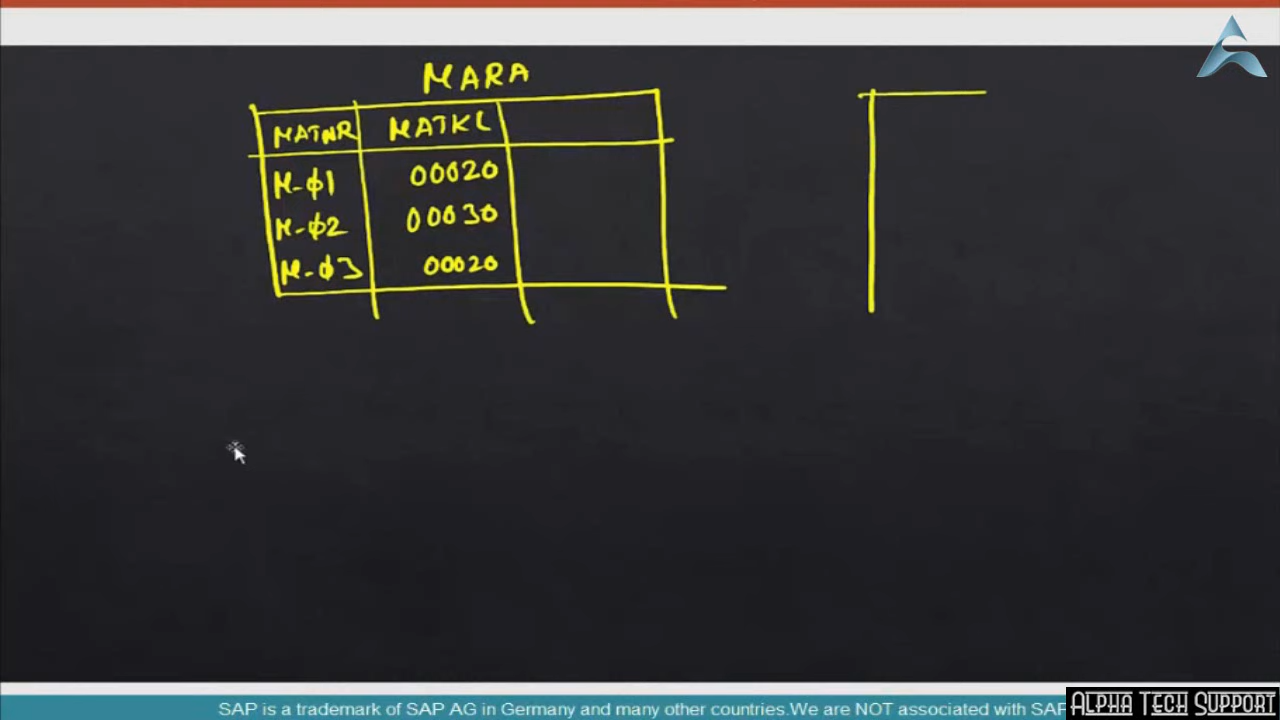 MARA
MATNR MATKL
M-01 00020
M-02 00030
M-03 00020
SAP is a trademark of SAP AG in Germany and many other countries.We are NOT associated with SAP
Alpha Tech Support